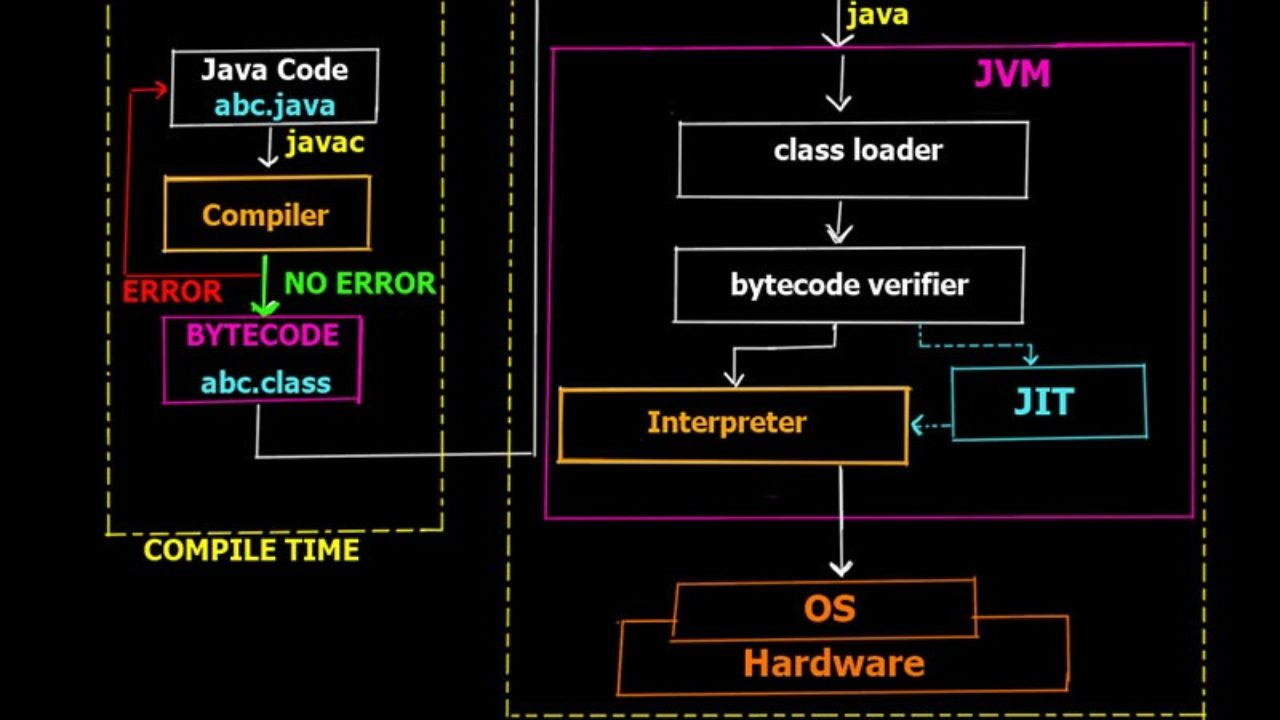 Java Code
abc.java
javac
Compiler
ERROR
NO ERROR
BYTECODE
abc.class
COMPILE TIME
java
JVM
class loader
bytecode verifier
Interpreter
JIT
OS
Hardware